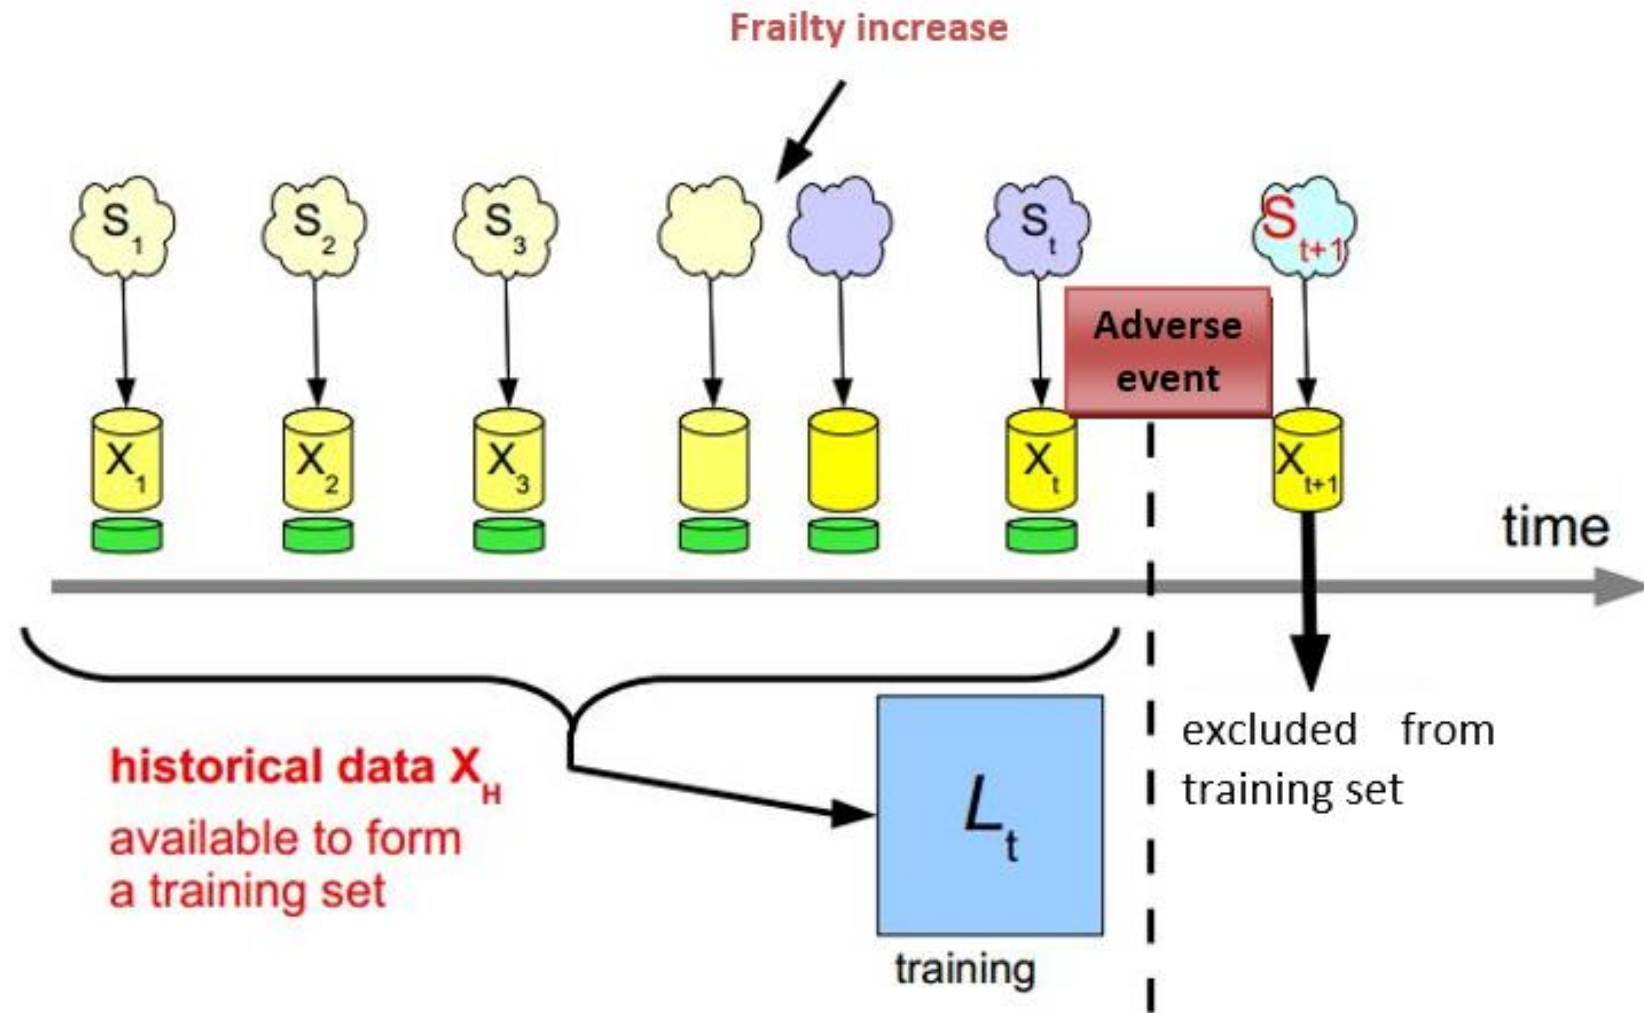 Frailty increase
S1
S2
S3
St
St+1
Adverse
event
X1
X2
X3
Xt
Xt+1
time
excluded from
training set
historical data XH
available to form
a training set
Lt
training